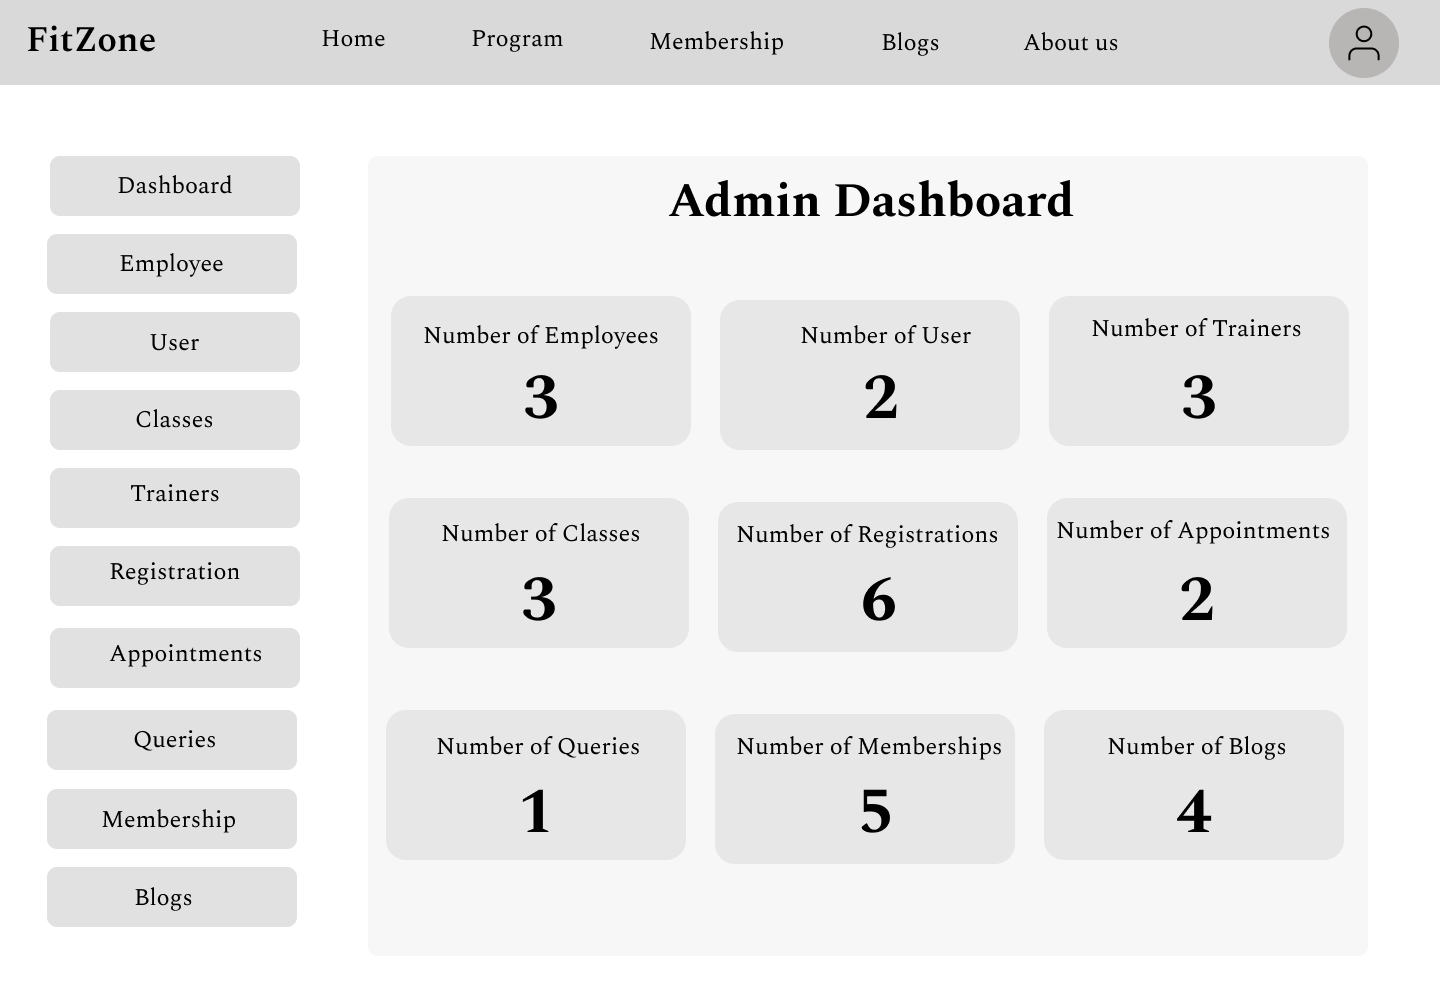 FitZone
Home
Program
Membership
Blogs
About us
Dashboard
Employee
User
Classes
Trainers
Registration
Appointments
Queries
Membership
Blogs
Admin Dashboard
Number of Employees
3
Number of User
2
Number of Trainers
3
Number of Classes
3
Number of Registrations
6
Number of Appointments
2
Number of Queries
1
Number of Memberships
5
Number of Blogs
4